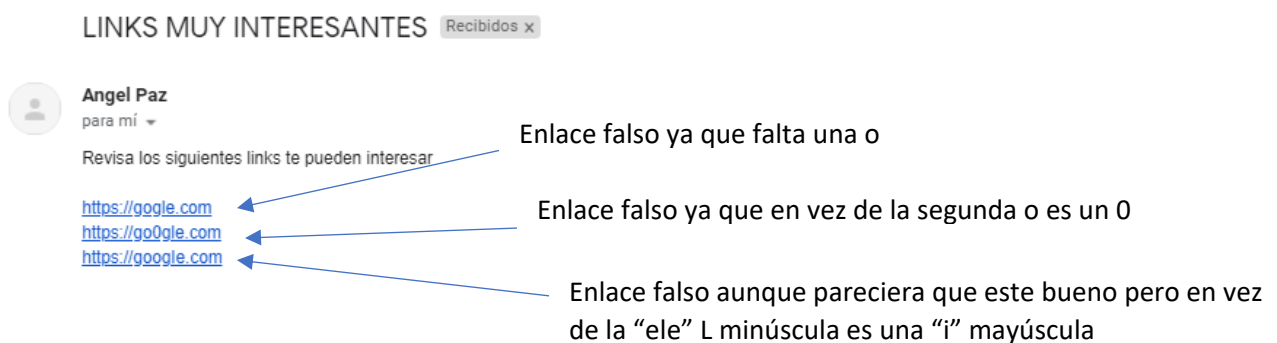 LINKS MUY INTERESANTES Recibidos x
Angel Paz
para mí
Revisa los siguientes links te pueden interesar
Enlace falso ya que falta una o
https://gogle.com
Enlace falso ya que en vez de la segunda o es un 0
https://go0gle.com
https://googIe.com
Enlace falso aunque pareciera que este bueno pero en vez
de la “ele” L minúscula es una “i” mayúscula